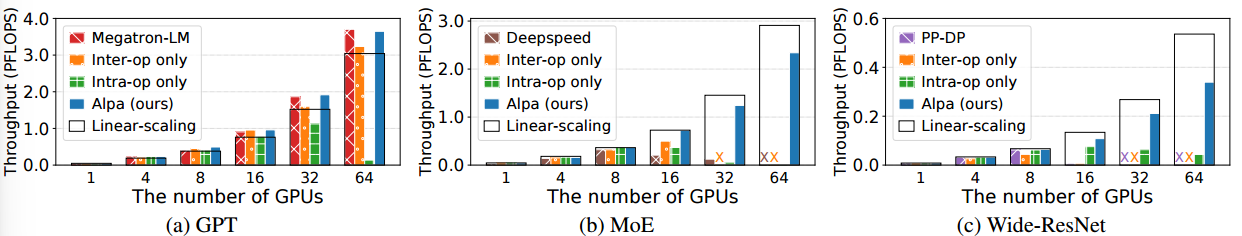 Throughput (PFLOPS)
4.0
3.0
2.0
1.0
0.0
Megatron-LM
Inter-op only
Intra-op only
Alpa (ours)
Linear-scaling
1 4 8 16 32 64
The number of GPUs
(a) GPT
Throughput (PFLOPS)
3.0
2.0
1.0
0.0
Deepspeed
Inter-op only
Intra-op only
Alpa (ours)
Linear-scaling
X
X X
1 4 8 16 32 64
The number of GPUs
(b) MoE
Throughput (PFLOPS)
0.6
0.4
0.2
0.0
PP-DP
Inter-op only
Intra-op only
Alpa (ours)
Linear-scaling
X X
X X
1 4 8 16 32 64
The number of GPUs
(c) Wide-ResNet